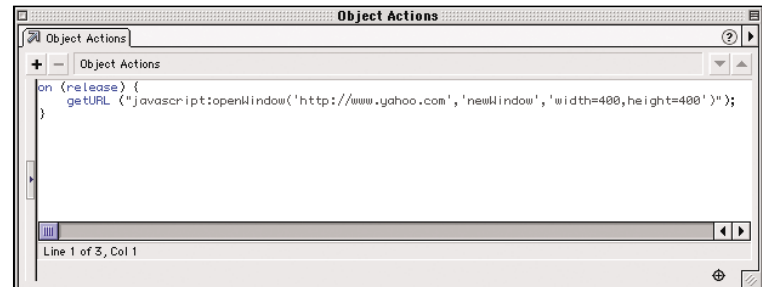 Object Actions
Object Actions
?
+ – Object Actions
on (release) {
getURL ("javascript:openWindow('http://www.yahoo.com','newWindow','width=400,height=400')");
}
Line 1 of 3, Col 1